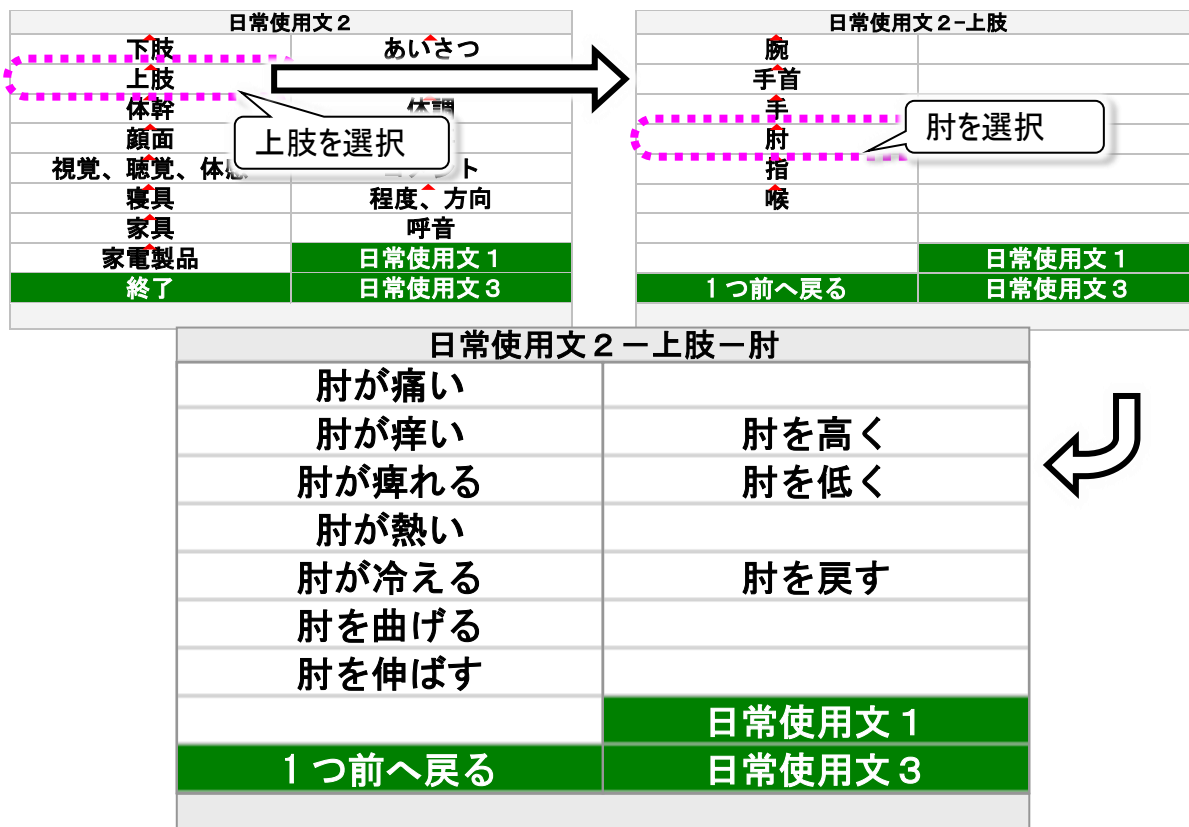 日常使用文2
下肢 あいさつ
上肢
体幹 体調
顔面
上肢を選択
視覚、聴覚、体感
寝具 程度、方向
家具 呼吸
家電製品 日常使用文1
終了 日常使用文3
日常使用文2-上肢
腕
手首
手
肘
肘を選択
指
喉
日常使用文1
1つ前へ戻る 日常使用文3
日常使用文2－上肢－肘
肘が痛い
肘が痒い 肘を高く
肘が痺れる 肘を低く
肘が熱い
肘が冷える 肘を戻す
肘を曲げる
肘を伸ばす
日常使用文1
1つ前へ戻る 日常使用文3